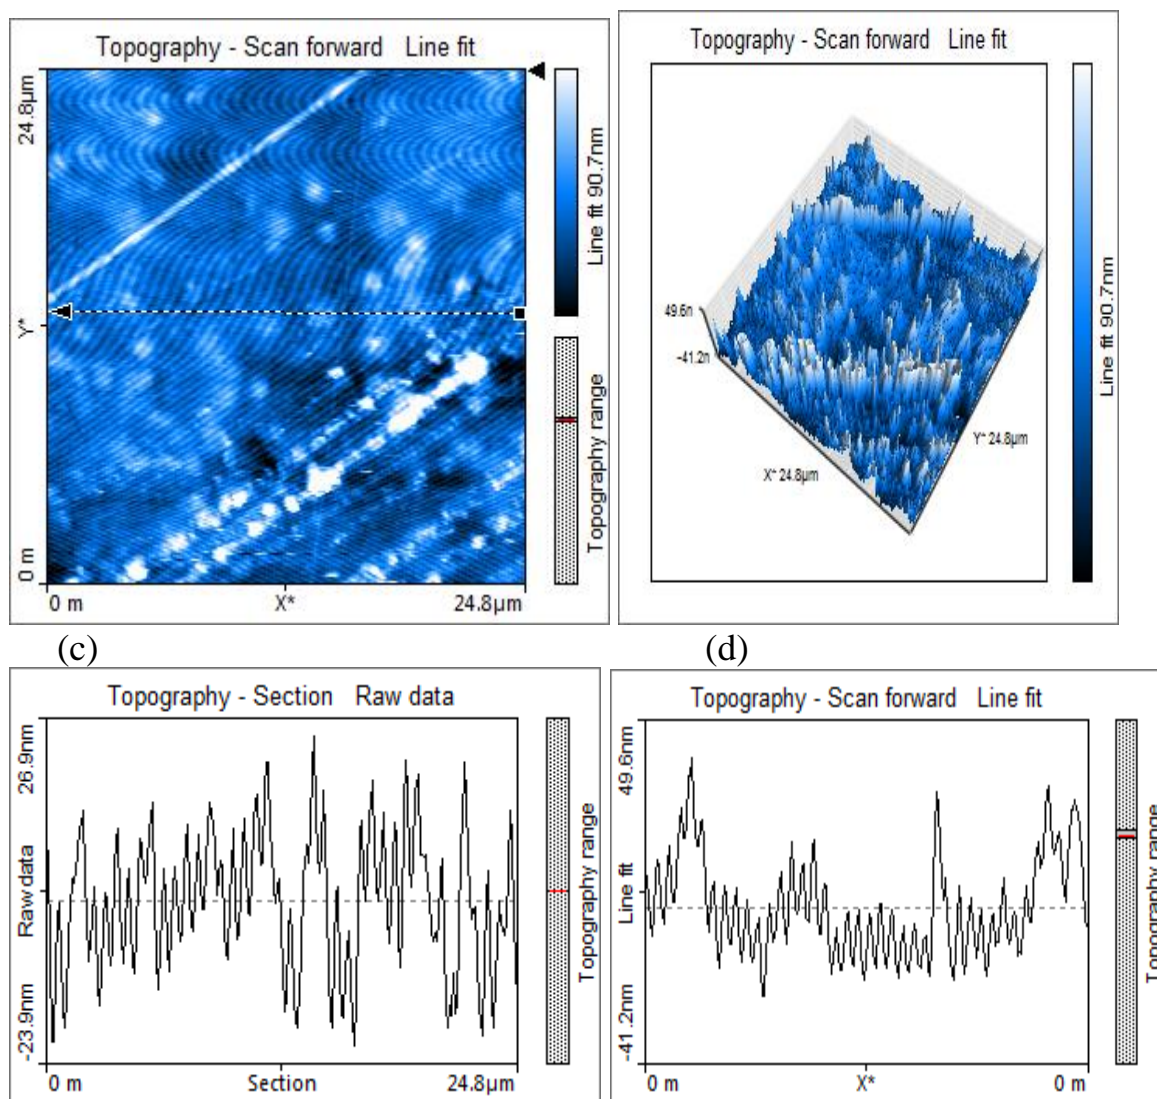 Topography - Scan forward Line fit
24.8µm
Y*
0 m
0 m
X*
24.8µm
Line fit 90.7nm
Topography range
Topography - Scan forward Line fit
49.6n
-41.2n
X* 24.8µm
Y* 24.8µm
Line fit 90.7nm
(c)
(d)
Topography - Section Raw data
26.9nm
Raw data
-23.9nm
0 m
Section
24.8µm
Topography range
Topography - Scan forward Line fit
49.6nm
Line fit
-41.2nm
0 m
X*
0 m
Topography range